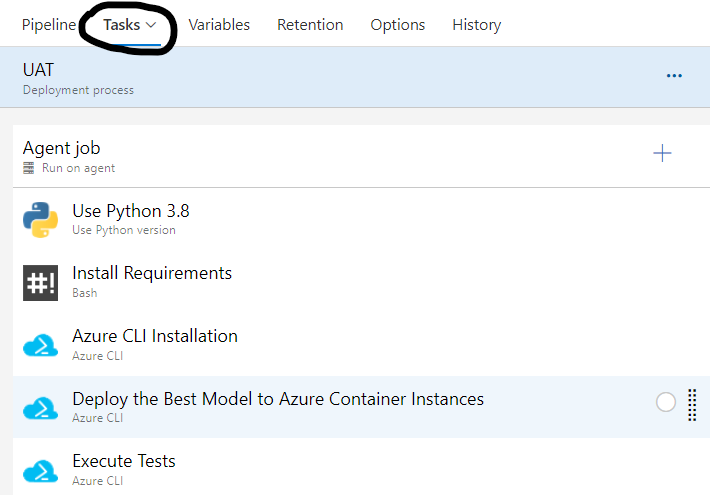 Pipeline Tasks Variables Retention Options History
UAT
Deployment process
Agent job
Run on agent
Use Python 3.8
Use Python version
#!
Install Requirements
Bash
Azure CLI Installation
Azure CLI
Deploy the Best Model to Azure Container Instances
Azure CLI
Execute Tests
Azure CLI